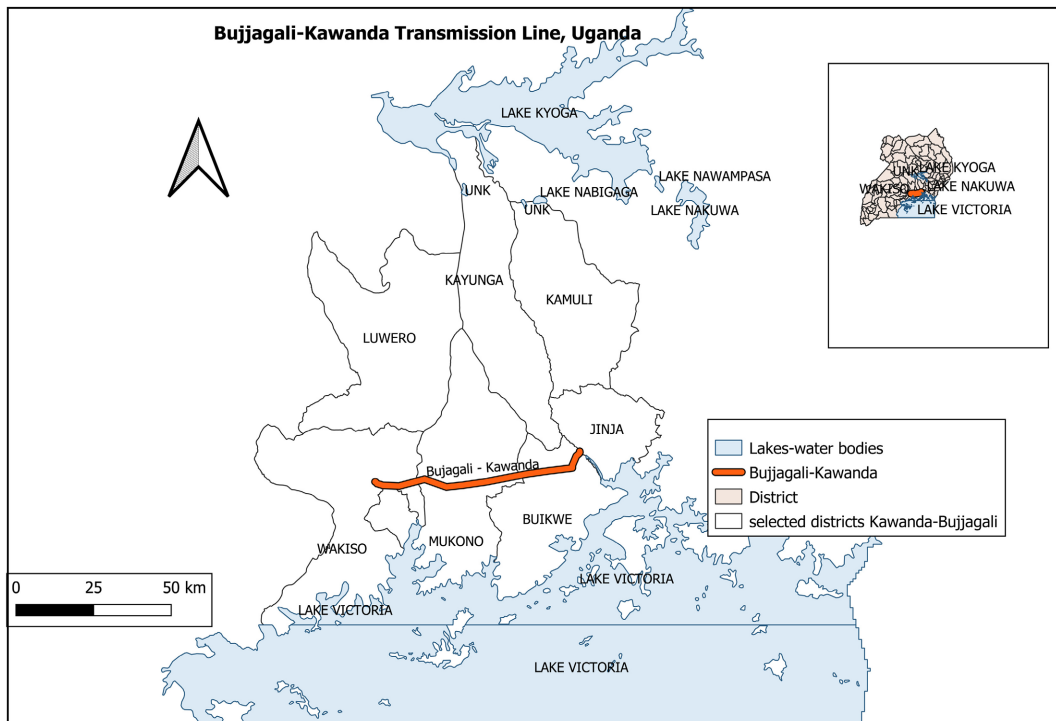 Bujjagali-Kawanda Transmission Line, Uganda
LAKE KYOGA
LAKE NAWAMPASA
UNK
LAKE NABIGAGA
UNK
LAKE NAKUWA
KAYUNGA
KAMULI
LUWERO
JINJA
Bujagali - Kawanda
BUIKWE
MUKONO
WAKISO
LAKE VICTORIA
LAKE VICTORIA
LAKE VICTORIA
0 25 50 km
LAKE KYOGA
UNK
WAKISO
LAKE NAKUWA
LAKE VICTORIA
Lakes-water bodies
Bujjagali-Kawanda
District
selected districts Kawanda-Bujjagali